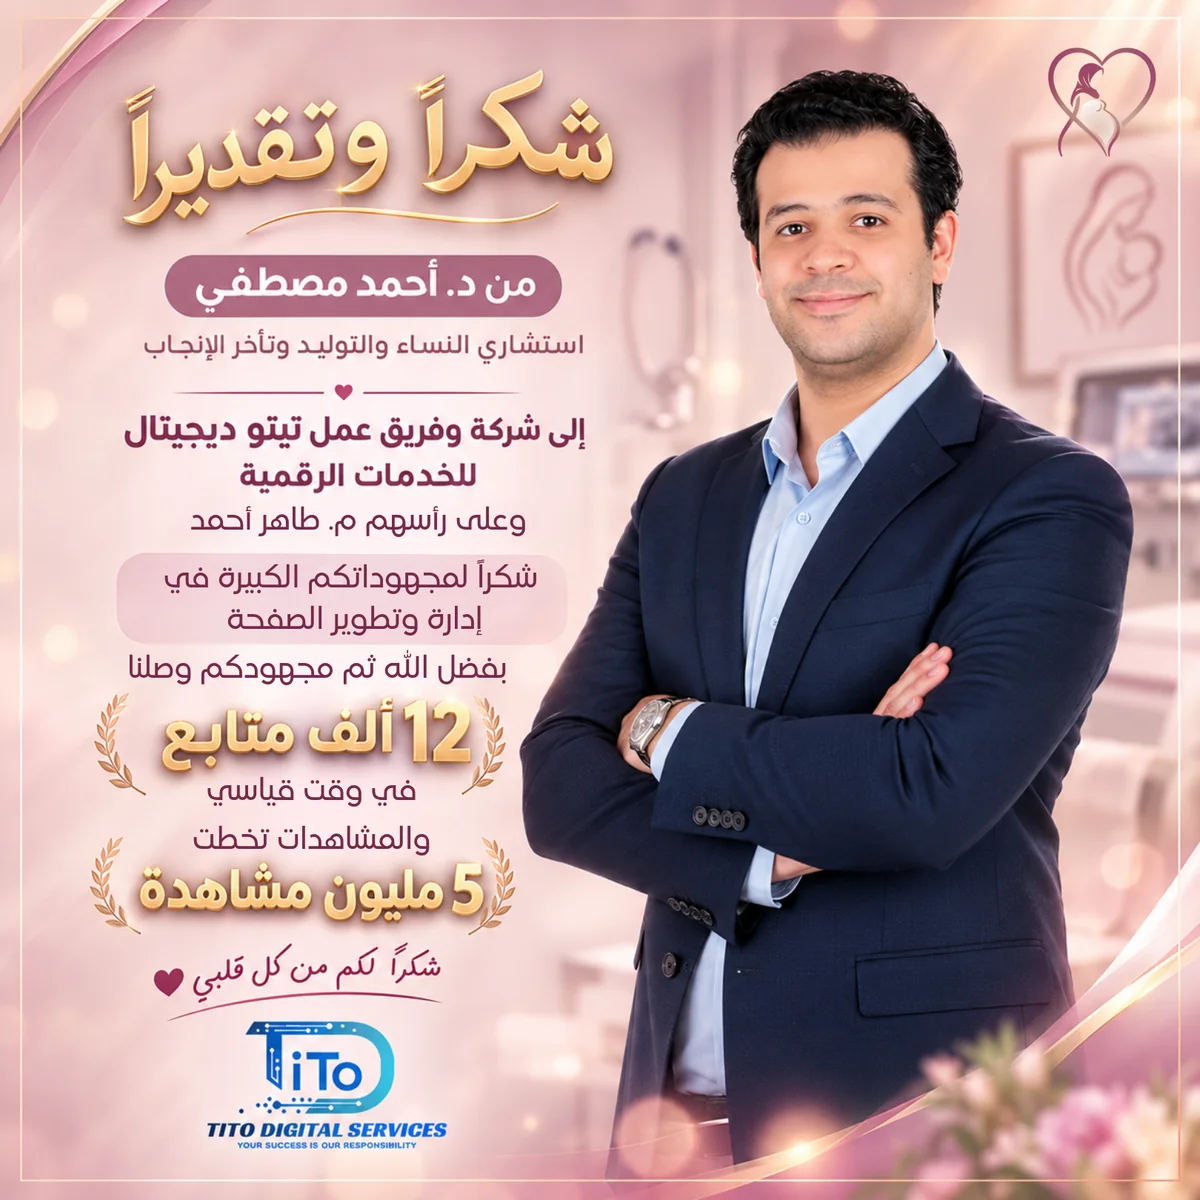 شكراً وتقديراً
من د. أحمد مصطفي
استشاري النساء والتوليد وتأخر الإنجاب
إلى شركة وفريق عمل تيتو ديجيتال
للخدمات الرقمية
وعلى رأسهم م. طاهر أحمد
شكراً لمجهوداتكم الكبيرة في
إدارة وتطوير الصفحة
بفضل الله ثم مجهودكم وصلنا
12 ألف متابع
في وقت قياسي
والمشاهدات تخطت
5 مليون مشاهدة
شكراً لكم من كل قلبي
TiTo
TITO DIGITAL SERVICES
YOUR SUCCESS IS OUR RESPONSIBILITY